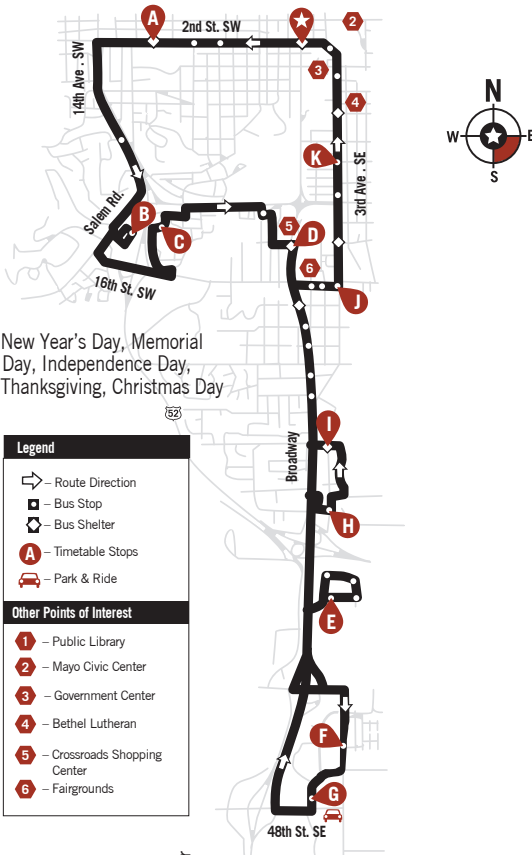 A
2nd St. SW
2
3
4
14th Ave . SW
K
3rd Ave . SE
N
W
E
S
Salem Rd.
B
C
5
D
6
16th St. SW
J
New Year's Day, Memorial
Day, Independence Day,
Thanksgiving, Christmas Day
52
I
Broadway
H
E
F
G
48th St. SE
Legend
– Route Direction
– Bus Stop
– Bus Shelter
A – Timetable Stops
– Park & Ride
Other Points of Interest
1 – Public Library
2 – Mayo Civic Center
3 – Government Center
4 – Bethel Lutheran
5 – Crossroads Shopping
Center
6 – Fairgrounds